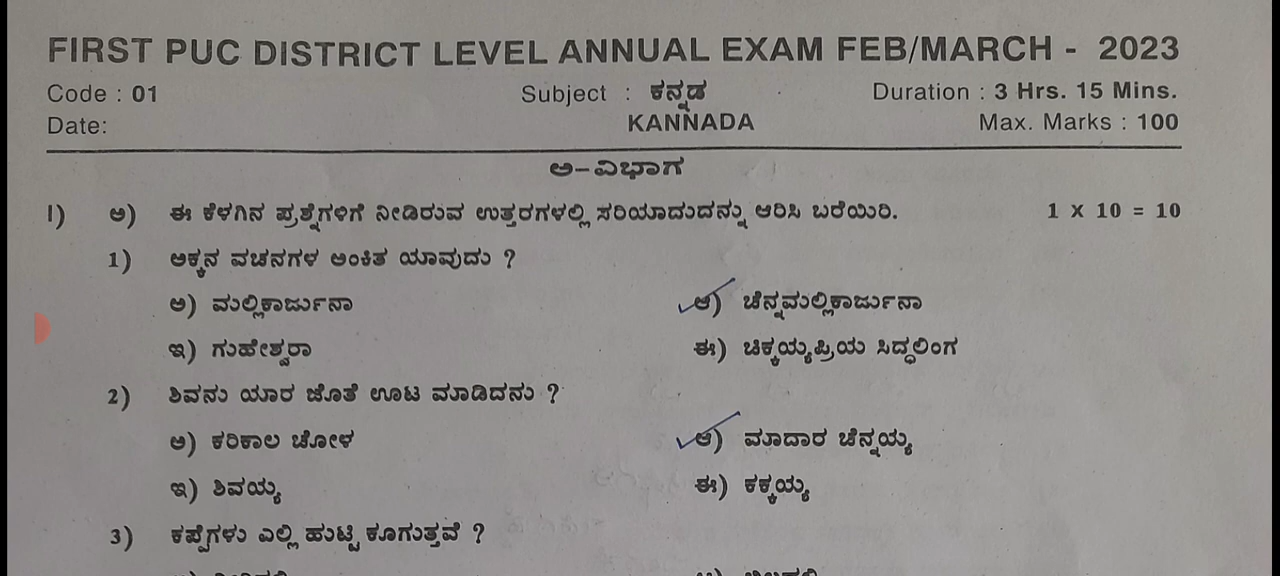 FIRST PUC DISTRICT LEVEL ANNUAL EXAM FEB/MARCH - 2023
Code : 01 Subject : ಕನ್ನಡ Duration : 3 Hrs. 15 Mins.
Date: KANNADA Max. Marks : 100
ಅ-ವಿಭಾಗ
I) ಅ) ಈ ಕೆಳಗಿನ ಪ್ರಶ್ನೆಗಳಿಗೆ ನೀಡಿರುವ ಉತ್ತರಗಳಲ್ಲಿ ಸರಿಯಾದುದನ್ನು ಆರಿಸಿ ಬರೆಯಿರಿ. 1 x 10 = 10
1) ಅಕ್ಕನ ವಚನಗಳ ಅಂಕಿತ ಯಾವುದು ?
ಅ) ಮಲ್ಲಿಕಾರ್ಜುನಾ ಆ) ಚೆನ್ನಮಲ್ಲಿಕಾರ್ಜುನಾ
ಇ) ಗುಹೇಶ್ವರಾ ಈ) ಚಿಕ್ಕಯ್ಯಪ್ರಿಯ ಸಿದ್ಧಲಿಂಗ
2) ಶಿವನು ಯಾರ ಜೊತೆ ಊಟ ಮಾಡಿದನು ?
ಅ) ಕರಿಕಾಲ ಚೋಳ ಆ) ಮಾದಾರ ಚೆನ್ನಯ್ಯ
ಇ) ಶಿವಯ್ಯ ಈ) ಕಕ್ಕಯ್ಯ
3) ಕಪ್ಪೆಗಳು ಎಲ್ಲಿ ಹುಟ್ಟಿ ಕೂಗುತ್ತವೆ ?